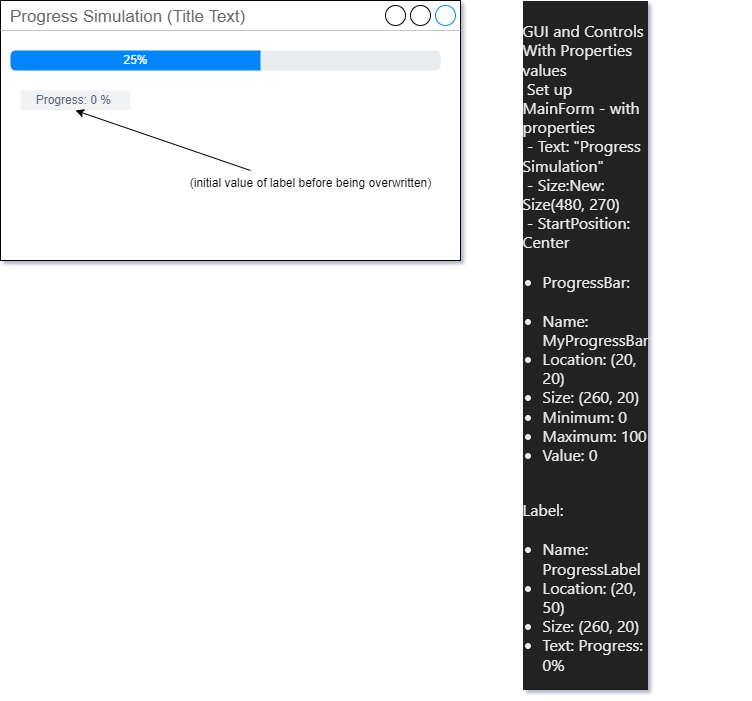 Progress Simulation (Title Text)
25%
Progress: 0 %
(initial value of label before being overwritten)
GUI and Controls
With Properties
values
Set up
MainForm - with
properties
- Text: "Progress
Simulation"
- Size:New:
Size(480, 270)
- StartPosition:
Center
• ProgressBar:
• Name:
MyProgressBar
• Location: (20,
20)
• Size: (260, 20)
• Minimum: 0
• Maximum: 100
• Value: 0
Label:
• Name:
ProgressLabel
• Location: (20,
50)
• Size: (260, 20)
• Text: Progress:
0%